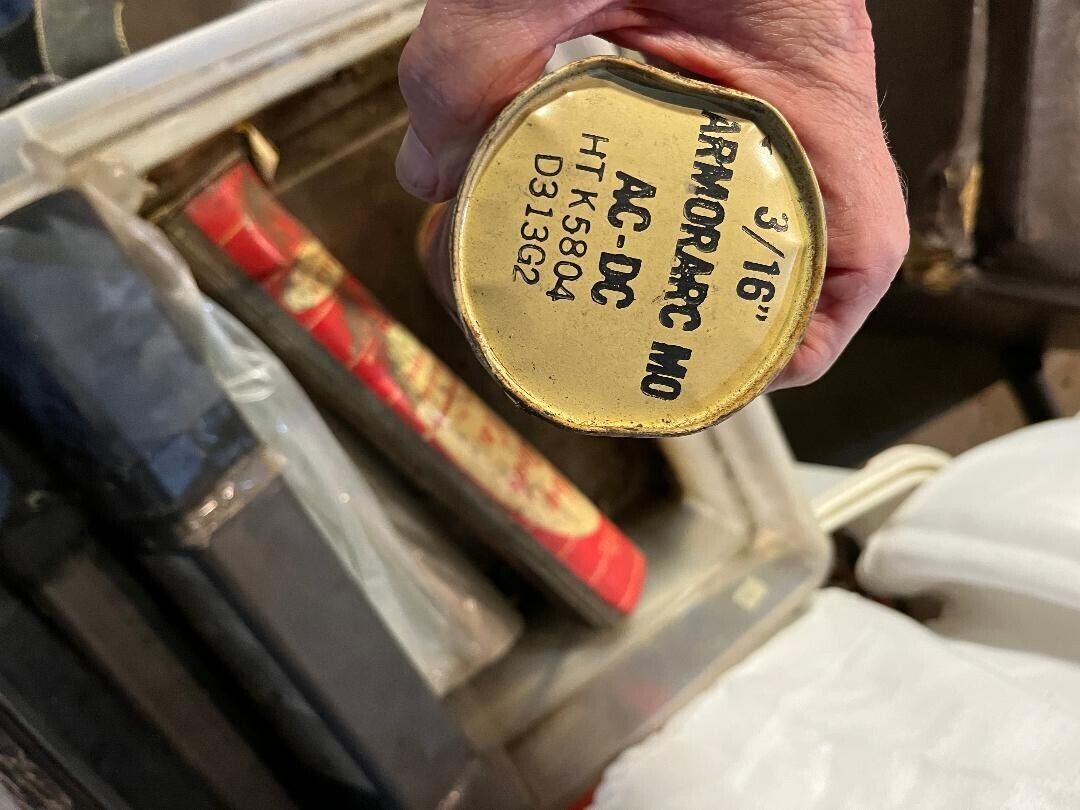 3/16"
ARMORARC MO
AC-DC
HT K5804
D313G2